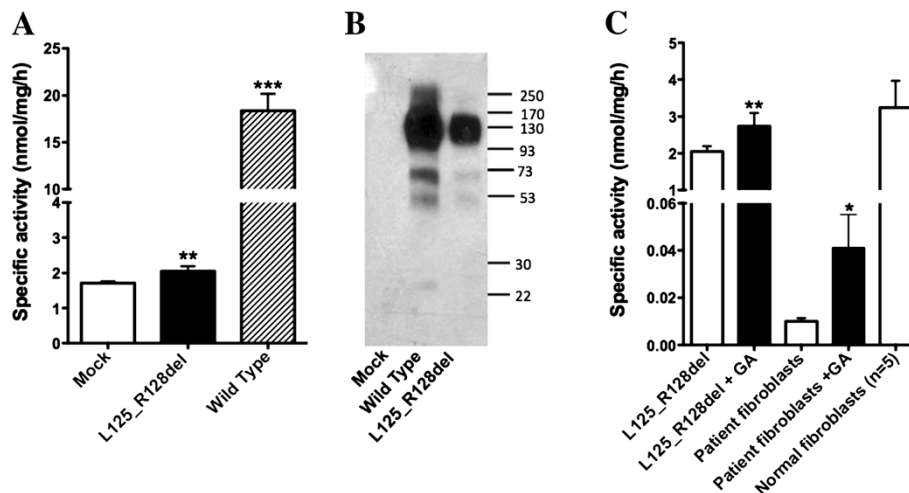 A
Specific activity (nmol/mg/h)
25
20
15
10
4
3
2
1
0
**
***
Mock
L125_R128del
Wild Type
B
250
170
130
93
73
53
30
22
Mock
Wild Type
L125_R128del
C
Specific activity (nmol/mg/h)
5
4
3
2
1
0.06
0.04
0.02
0.00
**
*
L125_R128del
L125_R128del + GA
Patient fibroblasts
Patient fibroblasts +GA
Normal fibroblasts (n=5)